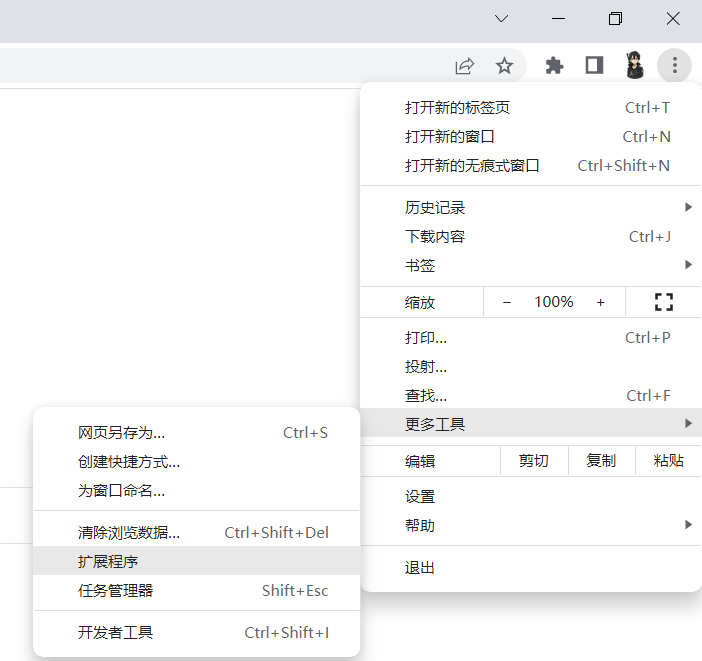 打开新的标签页 Ctrl+T
打开新的窗口 Ctrl+N
打开新的无痕式窗口 Ctrl+Shift+N
历史记录
下载内容 Ctrl+J
书签
缩放 − 100% +
打印... Ctrl+P
投射...
查找... Ctrl+F
更多工具
编辑 剪切 复制 粘贴
设置
帮助
退出
网页另存为... Ctrl+S
创建快捷方式...
为窗口命名...
清除浏览数据... Ctrl+Shift+Del
扩展程序
任务管理器 Shift+Esc
开发者工具 Ctrl+Shift+I